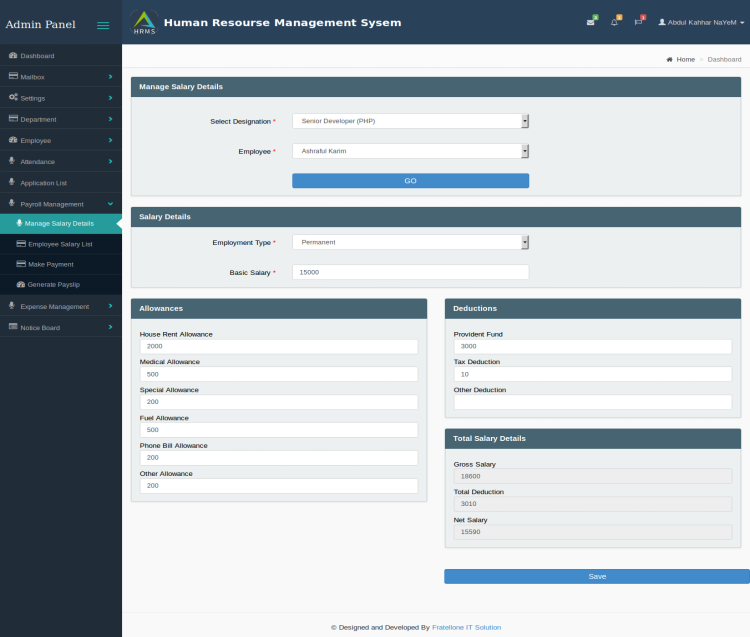 Admin Panel
HRMS
Human Resourse Management Sysem
Abdul Kahhar NaYeM
Home > Dashboard
Dashboard
Mailbox
Settings
Department
Employee
Attendance
Application List
Payroll Management
Manage Salary Details
Employee Salary List
Make Payment
Generate Payslip
Expense Management
Notice Board
Manage Salary Details
Select Designation * Senior Developer (PHP)
Employee * Ashraful Karim
GO
Salary Details
Employment Type * Permanent
Basic Salary * 15000
Allowances
House Rent Allowance
2000
Medical Allowance
500
Special Allowance
200
Fuel Allowance
500
Phone Bill Allowance
200
Other Allowance
200
Deductions
Provident Fund
3000
Tax Deduction
10
Other Deduction
Total Salary Details
Gross Salary
18600
Total Deduction
3010
Net Salary
15590
Save
© Designed and Developed By Fratellone IT Solution